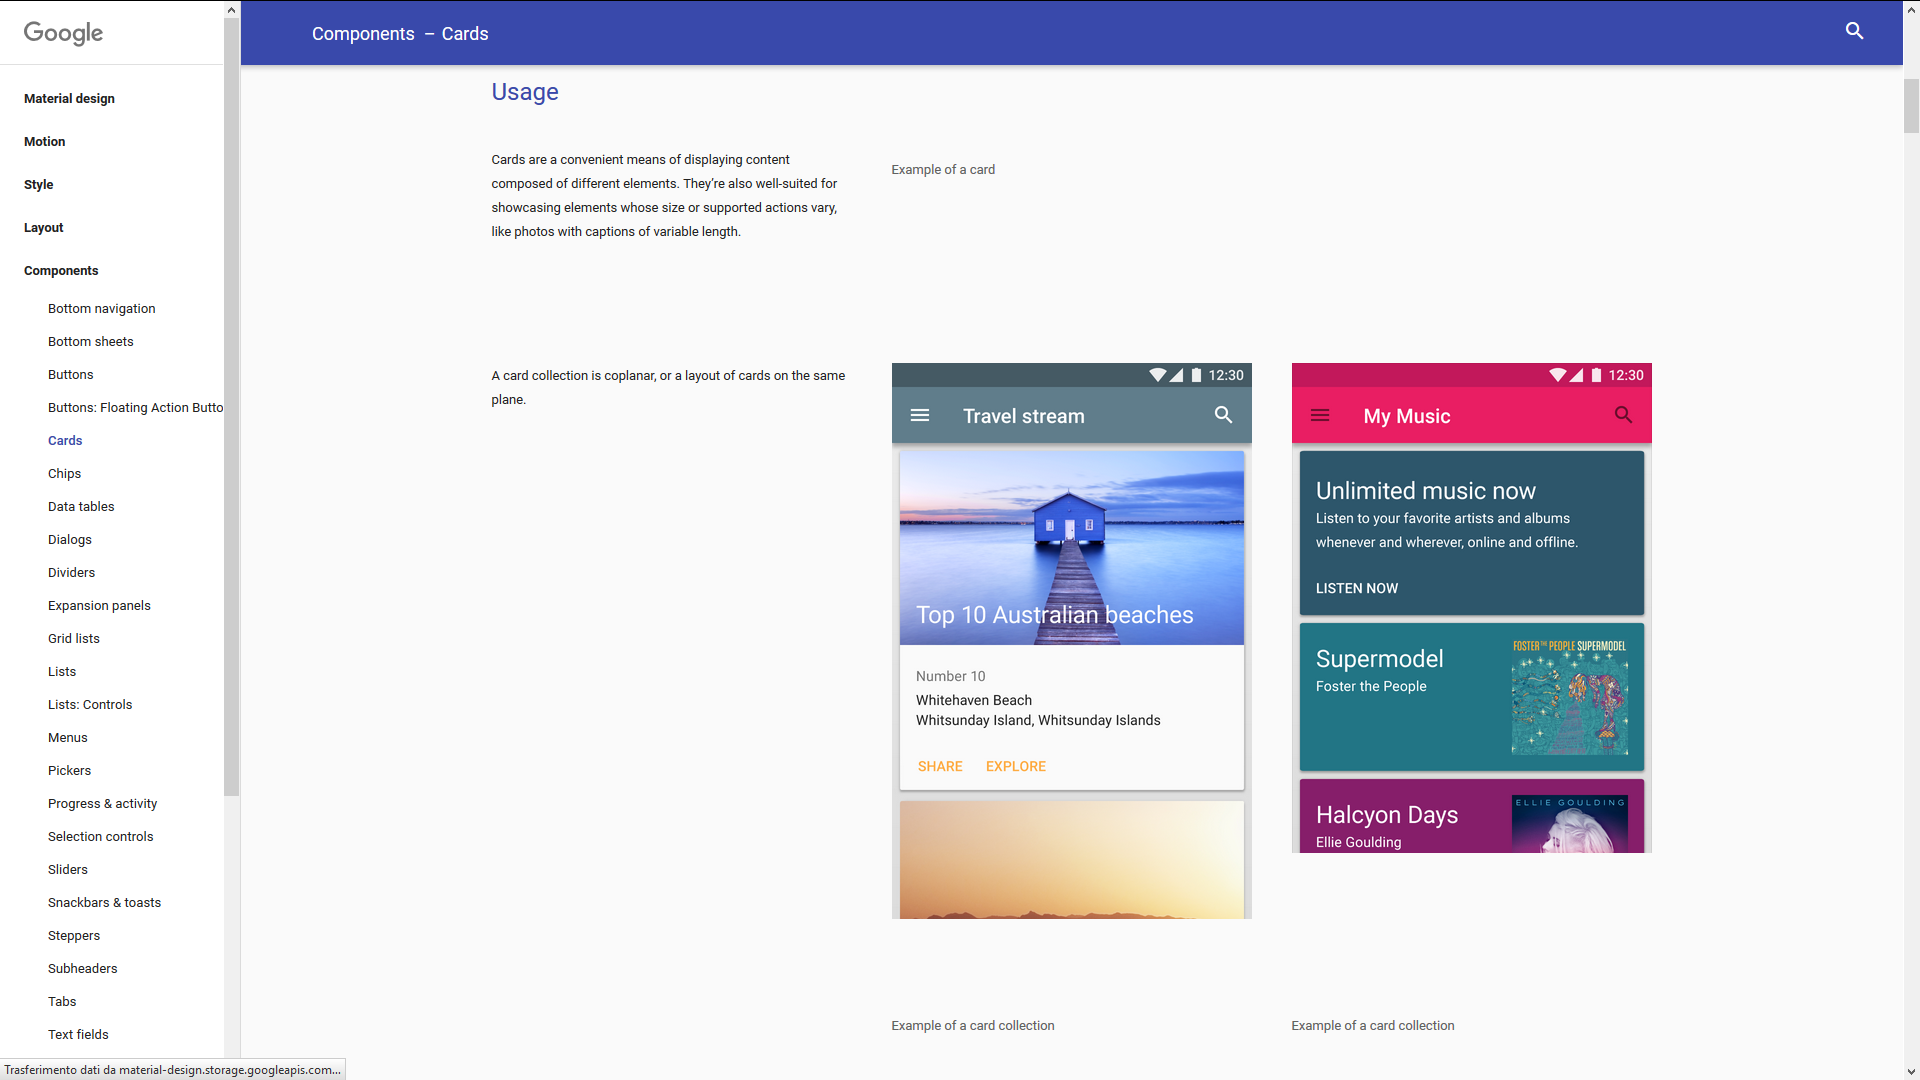 Google
Components – Cards
Material design
Motion
Style
Layout
Components
Bottom navigation
Bottom sheets
Buttons
Buttons: Floating Action Butto
Cards
Chips
Data tables
Dialogs
Dividers
Expansion panels
Grid lists
Lists
Lists: Controls
Menus
Pickers
Progress & activity
Selection controls
Sliders
Snackbars & toasts
Steppers
Subheaders
Tabs
Text fields
Trasferimento dati da material-design.storage.googleapis.com...
Usage
Cards are a convenient means of displaying content
composed of different elements. They’re also well-suited for
showcasing elements whose size or supported actions vary,
like photos with captions of variable length.
Example of a card
A card collection is coplanar, or a layout of cards on the same
plane.
12:30
Travel stream
Top 10 Australian beaches
Number 10
Whitehaven Beach
Whitsunday Island, Whitsunday Islands
SHARE EXPLORE
Example of a card collection
12:30
My Music
Unlimited music now
Listen to your favorite artists and albums
whenever and wherever, online and offline.
LISTEN NOW
Supermodel
Foster the People
FOSTER THE PEOPLE SUPERMODEL
Halcyon Days
Ellie Goulding
ELLIE GOULDING
Example of a card collection